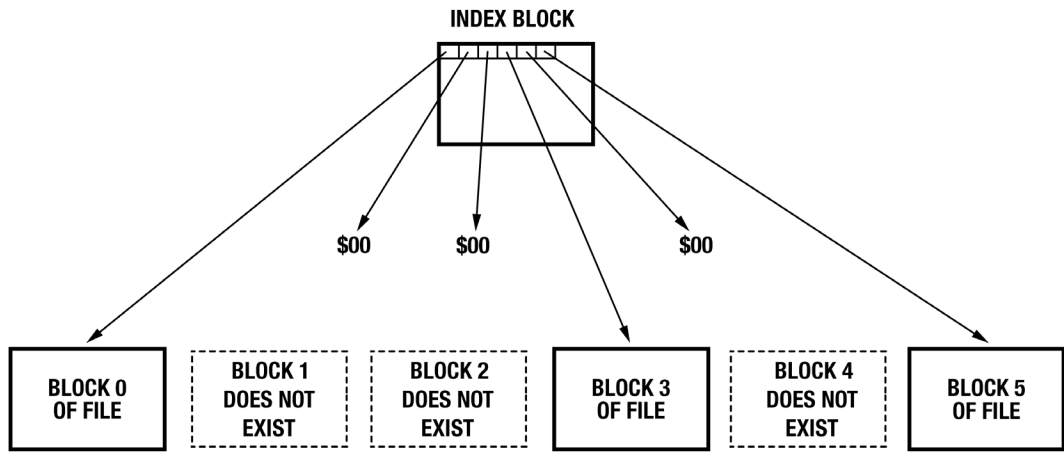 INDEX BLOCK
$00
$00
$00
BLOCK 0
OF FILE
BLOCK 1
DOES NOT
EXIST
BLOCK 2
DOES NOT
EXIST
BLOCK 3
OF FILE
BLOCK 4
DOES NOT
EXIST
BLOCK 5
OF FILE